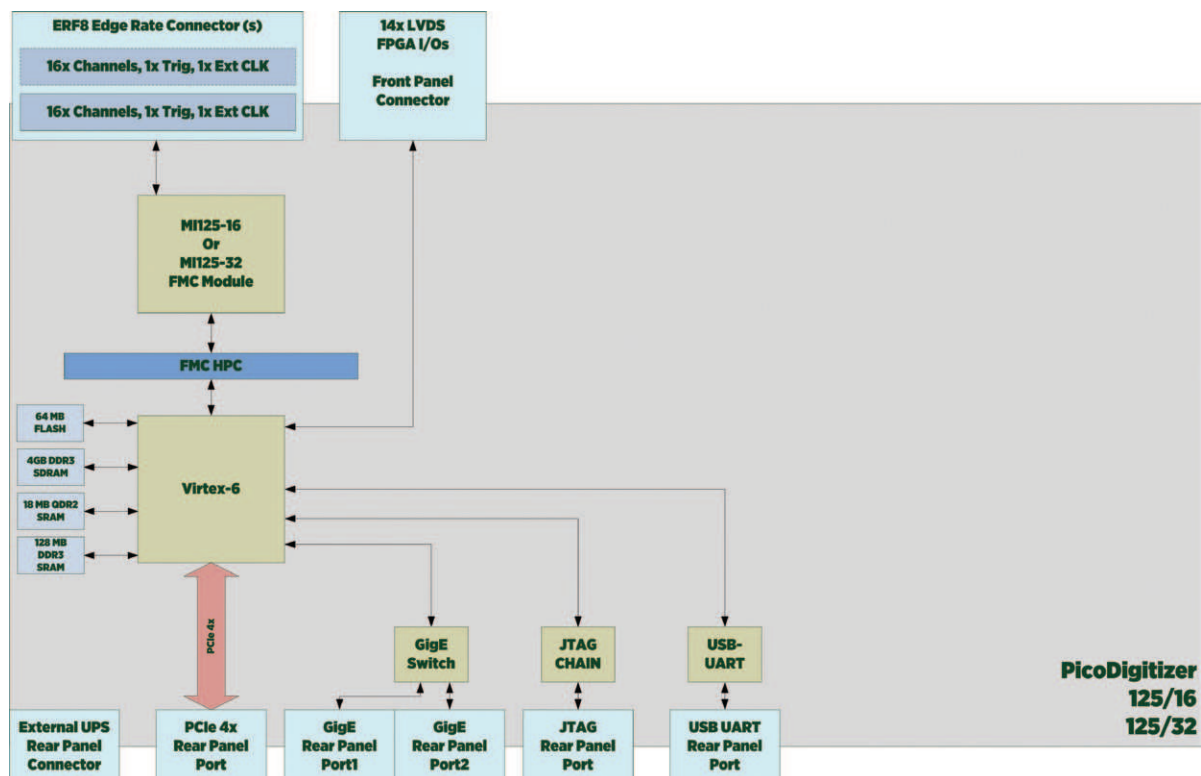 ERF8 Edge Rate Connector (s)
16x Channels, 1x Trig, 1x Ext CLK
16x Channels, 1x Trig, 1x Ext CLK
14x LVDS
FPGA I/Os
Front Panel
Connector
MI125-16
Or
MI125-32
FMC Module
FMC HPC
64 MB
FLASH
4GB DDR3
SDRAM
18 MB QDR2
SRAM
128 MB
DDR3
SRAM
Virtex-6
PCIe 4x
GigE
Switch
JTAG
CHAIN
USB-
UART
PicoDigitizer
125/16
125/32
External UPS
Rear Panel
Connector
PCIe 4x
Rear Panel
Port
GigE
Rear Panel
Port1
GigE
Rear Panel
Port2
JTAG
Rear Panel
Port
USB UART
Rear Panel
Port